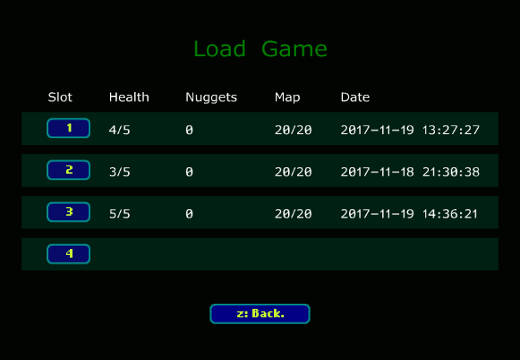 Load Game
Slot Health Nuggets Map Date
1 4/5 0 20/20 2017-11-19 13:27:27
2 3/5 0 20/20 2017-11-18 21:30:38
3 5/5 0 20/20 2017-11-19 14:36:21
4
z: Back.